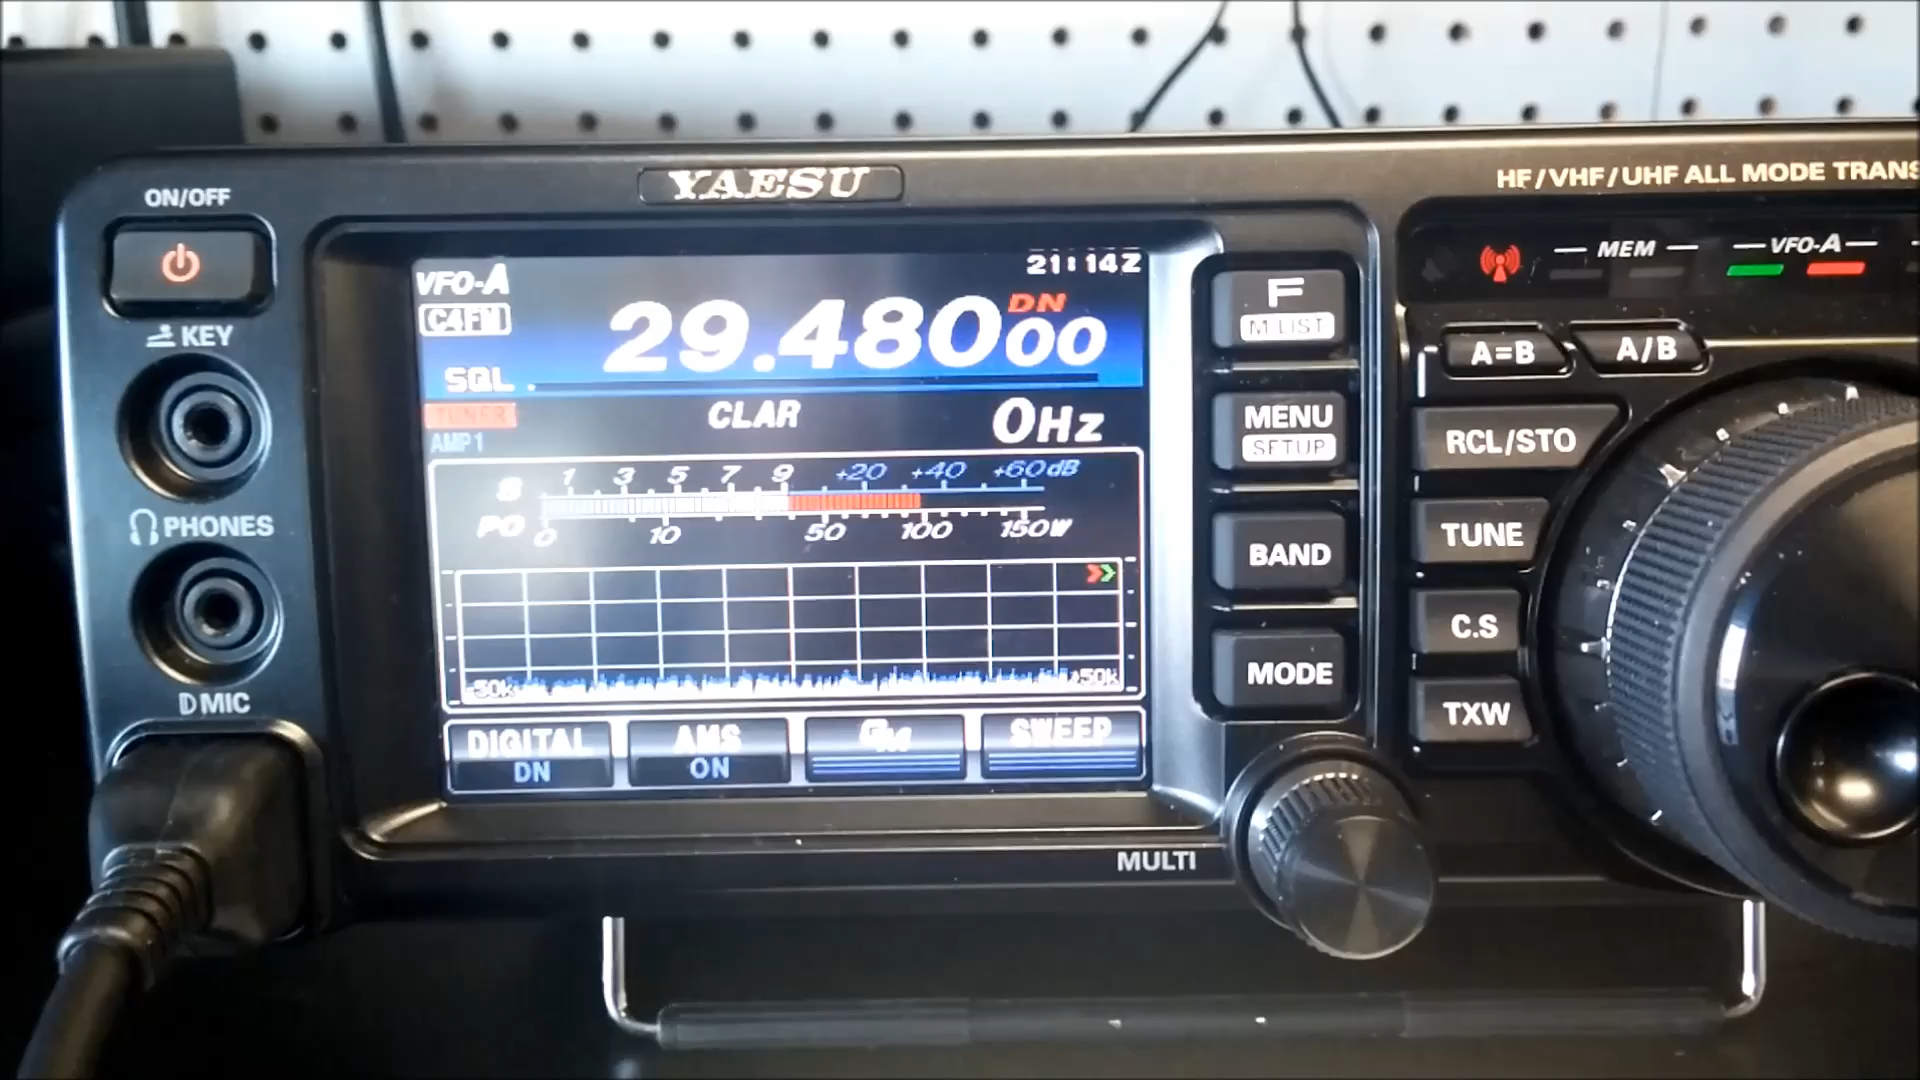 YAESU
HF/VHF/UHF ALL MODE TRANS
ON/OFF
KEY
PHONES
MIC
VFO-A
21:14Z
C4FM
29.480 00
DN
SQL
TUNER
AMP1
CLAR
0Hz
S 1 3 5 7 9 +20 +40 +60dB
PO 0 10 50 100 150W
-50k
+50k
DIGITAL
DN
AMS
ON
SWEEP
F
M LIST
MENU
SETUP
BAND
MODE
MULTI
MEM
VFO-A
A=B
A/B
RCL/STO
TUNE
C.S
TXW